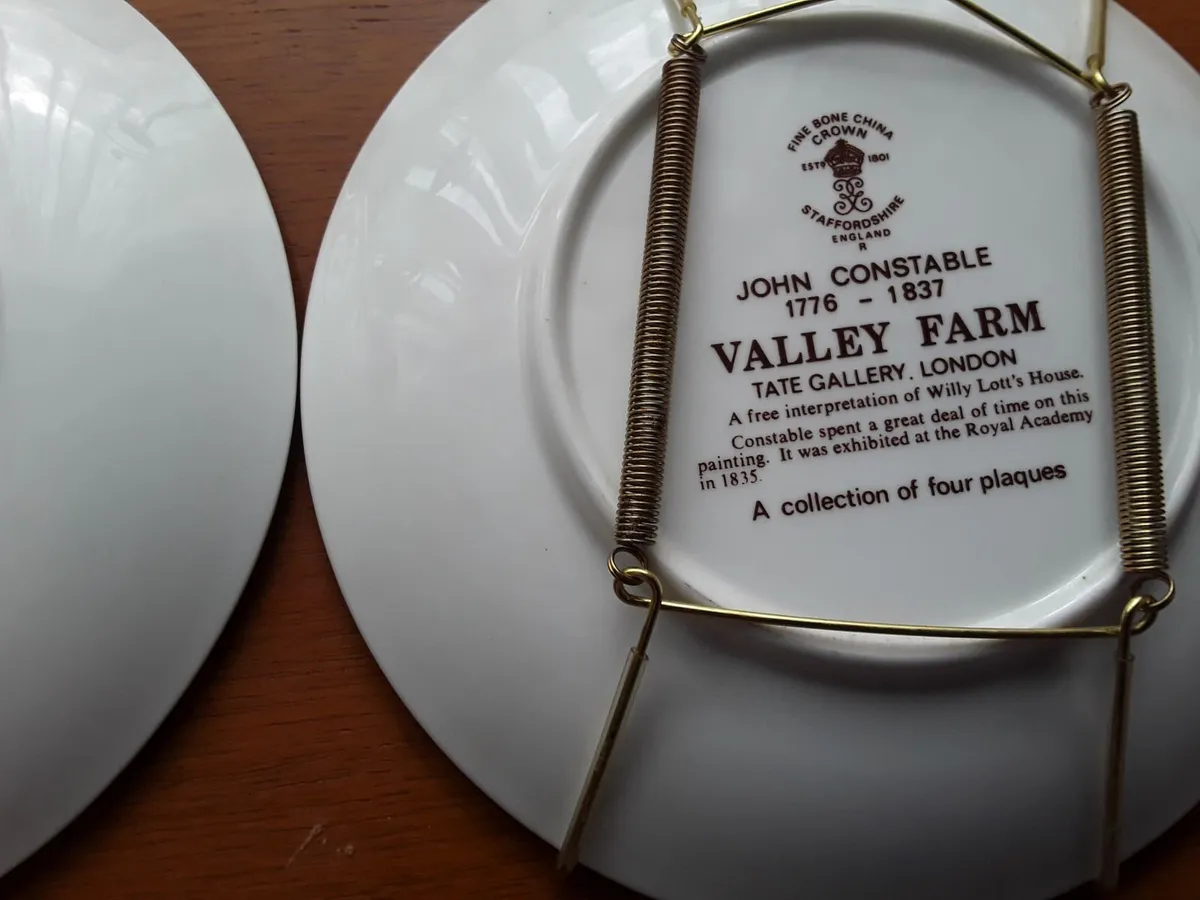 FINE BONE CHINA
CROWN
ESTD 1801
STAFFORDSHIRE
ENGLAND
R
JOHN CONSTABLE
1776 - 1837
VALLEY FARM
TATE GALLERY. LONDON
A free interpretation of Willy Lott's House.
Constable spent a great deal of time on this
painting. It was exhibited at the Royal Academy
in 1835.
A collection of four plaques